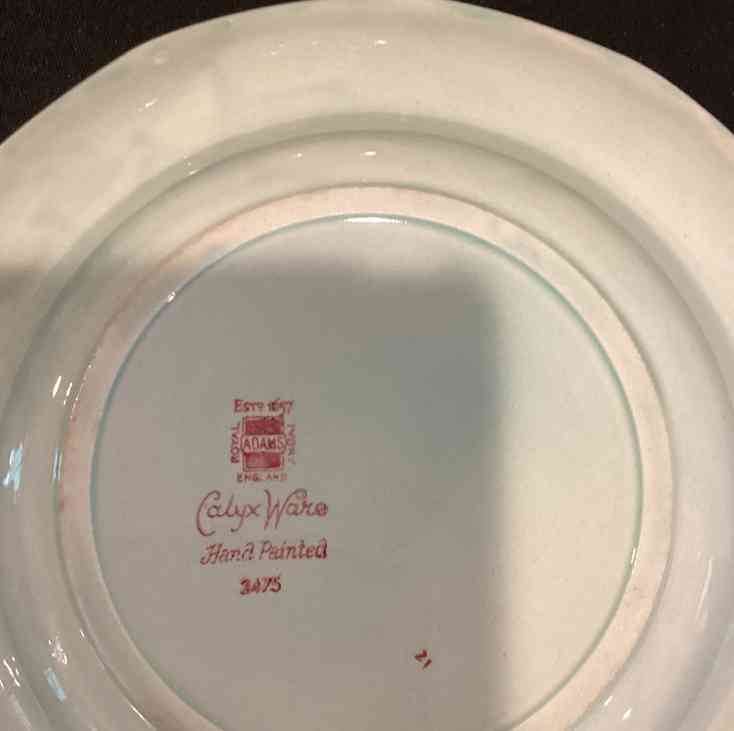 ESTD 1657
ROYAL ADAMS IVORY
ENGLAND
Calyx Ware
Hand Painted
3475
21